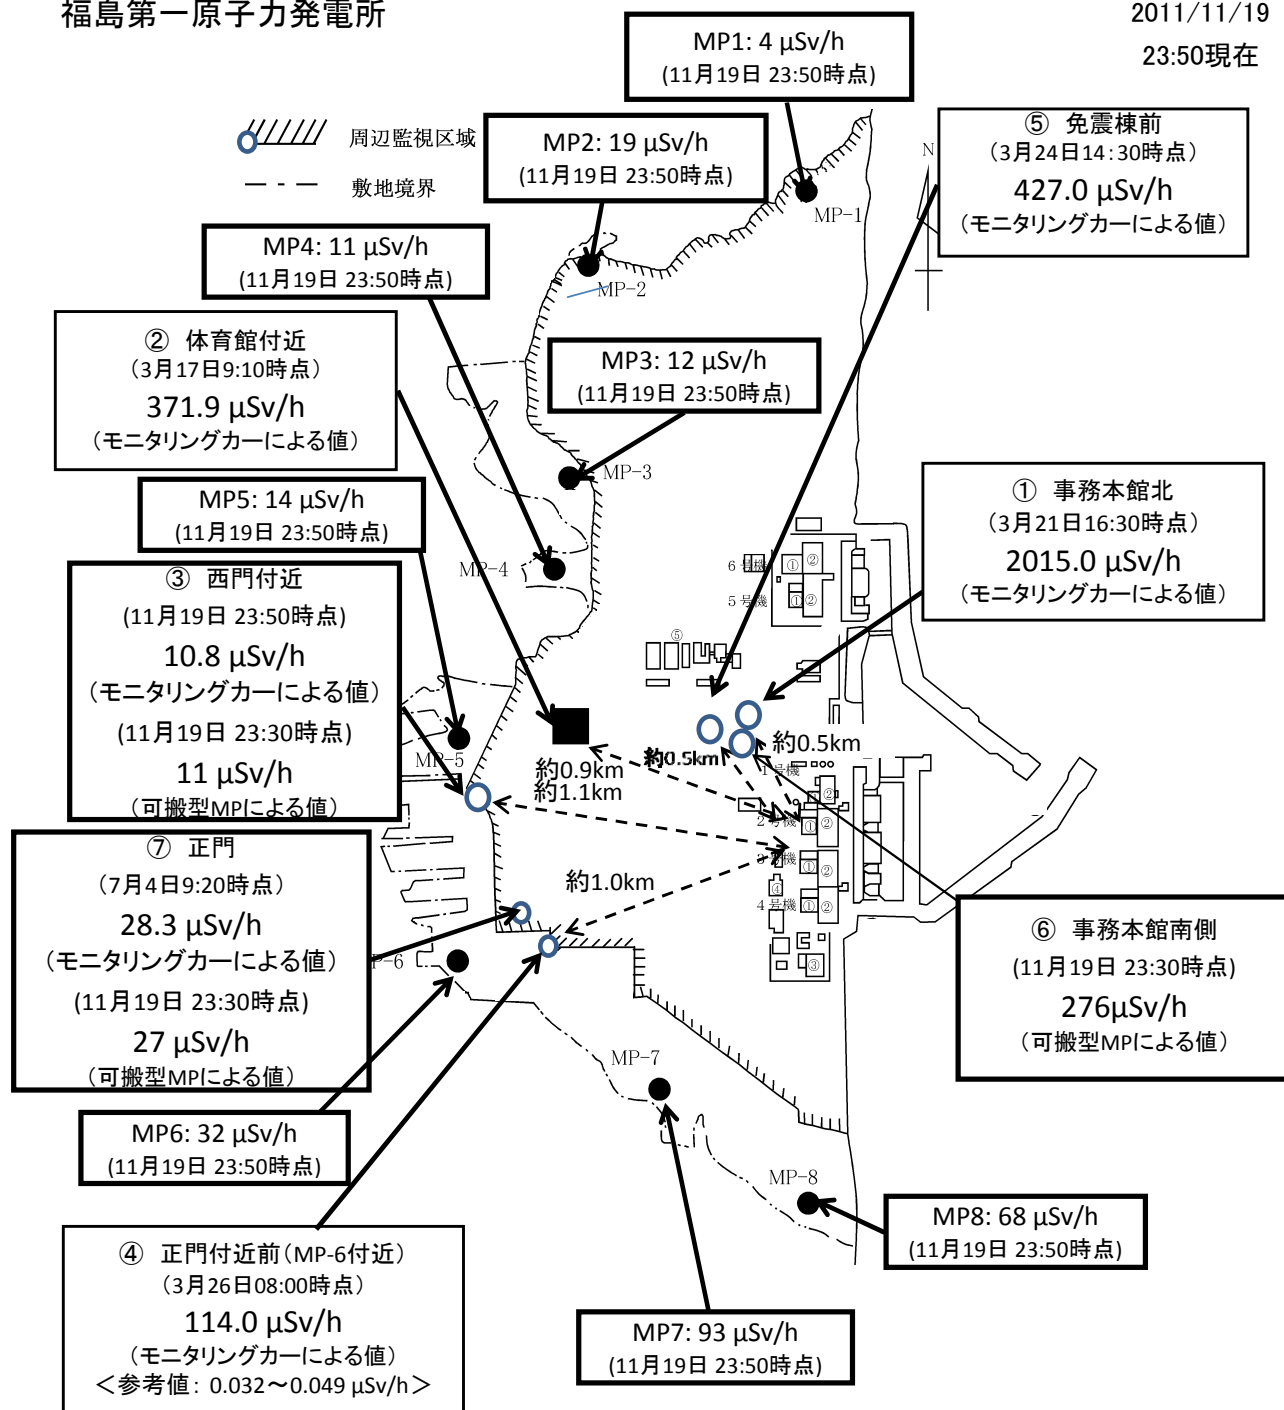 福島第一原子力発電所
2011/11/19
23:50現在
MP1: 4 μSv/h
(11月19日 23:50時点)
周辺監視区域
敷地境界
MP2: 19 μSv/h
(11月19日 23:50時点)
⑤ 免震棟前
(3月24日14:30時点)
427.0 μSv/h
(モニタリングカーによる値)
N
MP-1
MP4: 11 μSv/h
(11月19日 23:50時点)
MP-2
② 体育館付近
(3月17日9:10時点)
371.9 μSv/h
(モニタリングカーによる値)
MP3: 12 μSv/h
(11月19日 23:50時点)
MP-3
MP5: 14 μSv/h
(11月19日 23:50時点)
① 事務本館北
(3月21日16:30時点)
2015.0 μSv/h
(モニタリングカーによる値)
MP-4
6号機
① ②
5号機
① ②
⑤
③ 西門付近
(11月19日 23:50時点)
10.8 μSv/h
(モニタリングカーによる値)
(11月19日 23:30時点)
11 μSv/h
(可搬型MPによる値)
MP-5
約0.9km
約1.1km
約0.5km
約0.5km
1号機
① ②
2号機
① ②
3号機
① ②
④
4号機
① ②
③
約1.0km
⑦ 正門
(7月4日9:20時点)
28.3 μSv/h
(モニタリングカーによる値)
(11月19日 23:30時点)
27 μSv/h
(可搬型MPによる値)
P-6
⑥ 事務本館南側
(11月19日 23:30時点)
276μSv/h
(可搬型MPによる値)
MP-7
MP6: 32 μSv/h
(11月19日 23:50時点)
MP-8
MP8: 68 μSv/h
(11月19日 23:50時点)
④ 正門付近前(MP-6付近)
(3月26日08:00時点)
114.0 μSv/h
(モニタリングカーによる値)
<参考値: 0.032～0.049 μSv/h>
MP7: 93 μSv/h
(11月19日 23:50時点)